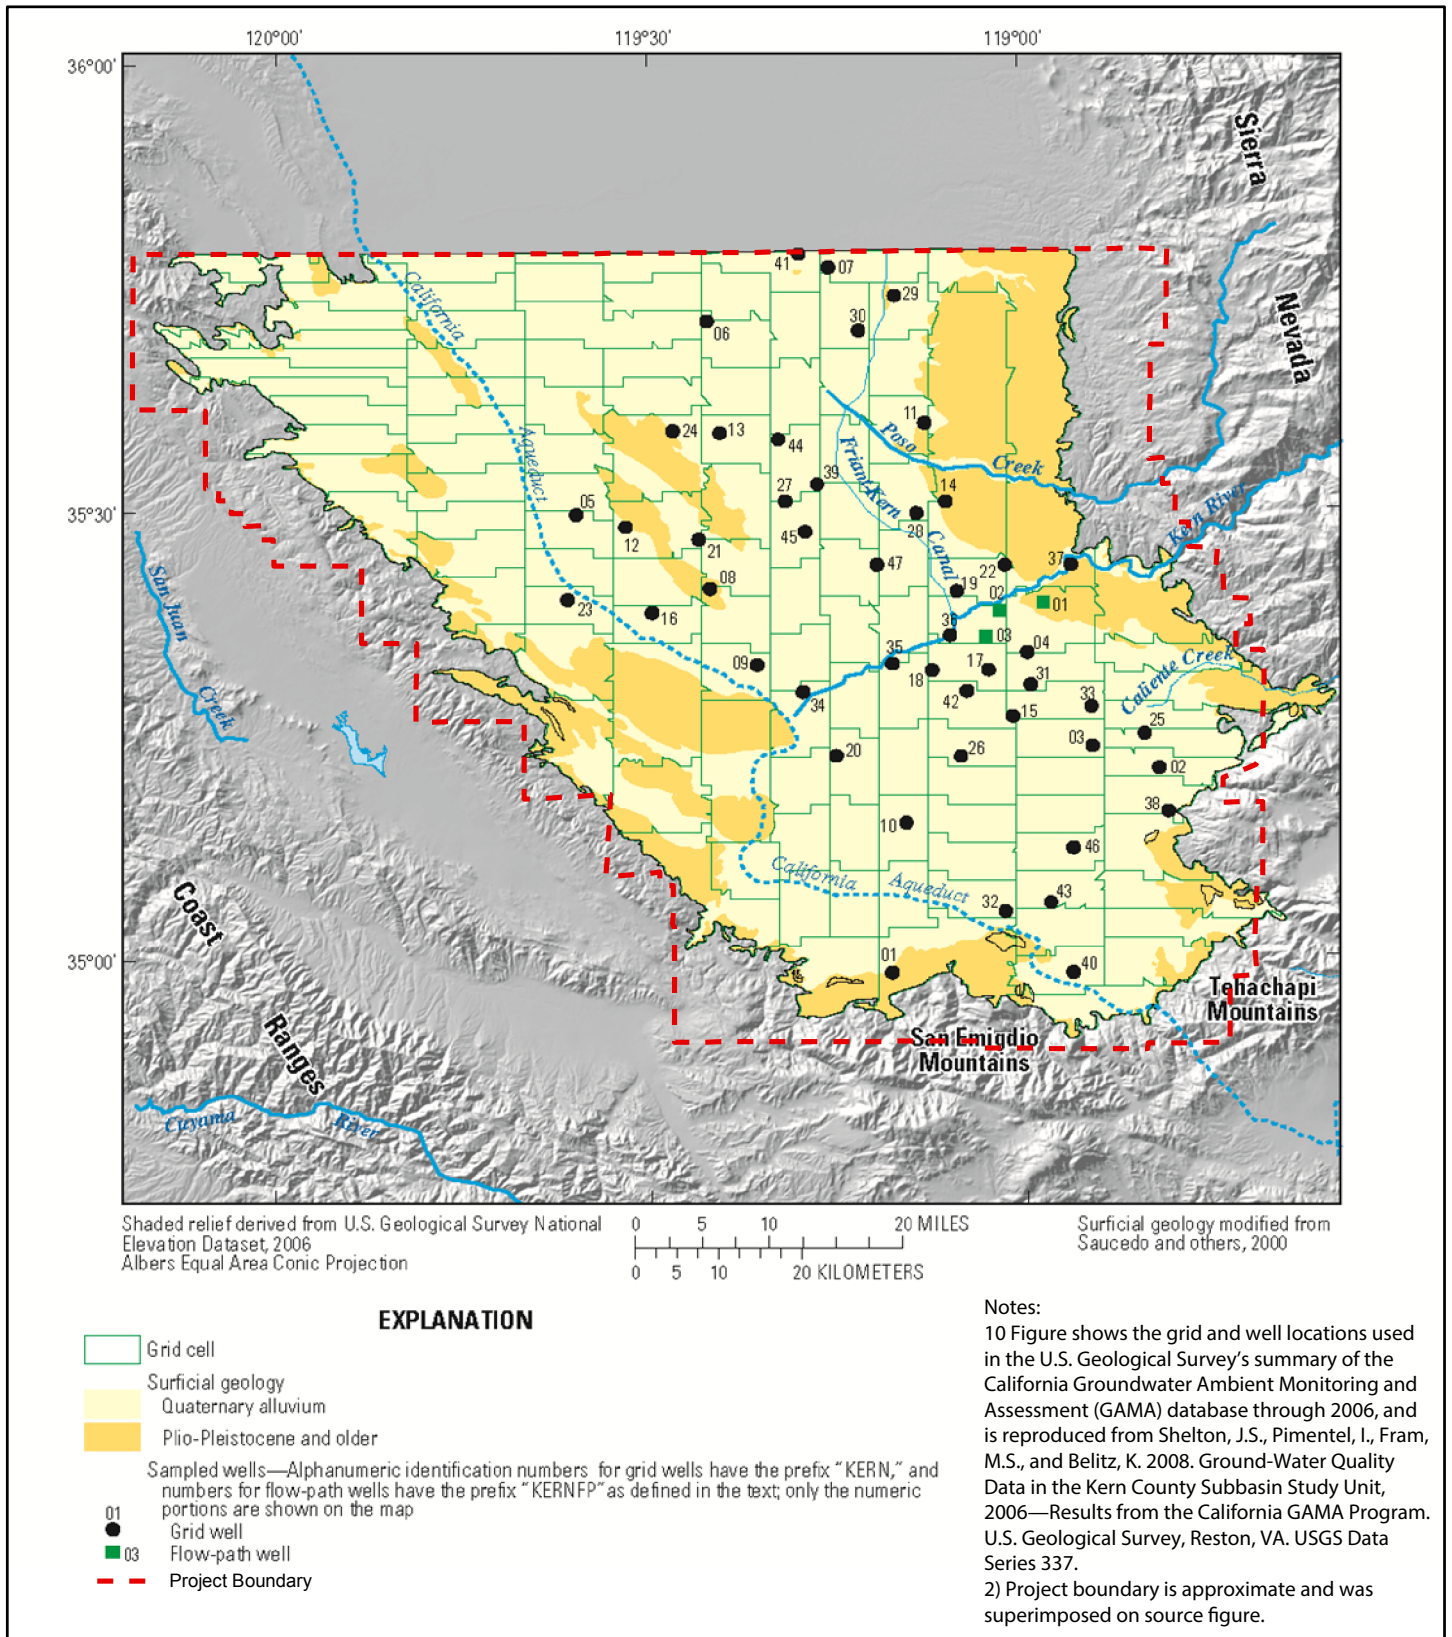 120°00'
119°30'
119°00'
36°00'
Sierra
Nevada
California
41
07
29
30
06
11
Poso
Creek
24
13
44
Friant-Kern
Canal
Aqueduct
39
27
14
35°30'
05
12
21
45
28
Kern River
47
22
37
08
19
02
01
San Juan
Creek
23
16
36
03
04
35
09
18
17
31
Caliente Creek
34
42
15
33
25
20
26
03
02
38
10
46
California
Aqueduct
32
43
Coast
Ranges
35°00'
01
40
Tehachapi
Mountains
San Emigdio
Mountains
Cuyama
River
Shaded relief derived from U.S. Geological Survey National
Elevation Dataset, 2006
Albers Equal Area Conic Projection
0 5 10 20 MILES
0 5 10 20 KILOMETERS
Surficial geology modified from
Saucedo and others, 2000
EXPLANATION
Grid cell
Surficial geology
Quaternary alluvium
Plio-Pleistocene and older
Sampled wells—Alphanumeric identification numbers for grid wells have the prefix “KERN,” and
numbers for flow-path wells have the prefix “KERNFP” as defined in the text; only the numeric
portions are shown on the map
01
Grid well
03 Flow-path well
Project Boundary
Notes:
10 Figure shows the grid and well locations used
in the U.S. Geological Survey’s summary of the
California Groundwater Ambient Monitoring and
Assessment (GAMA) database through 2006, and
is reproduced from Shelton, J.S., Pimentel, I., Fram,
M.S., and Belitz, K. 2008. Ground-Water Quality
Data in the Kern County Subbasin Study Unit,
2006—Results from the California GAMA Program.
U.S. Geological Survey, Reston, VA. USGS Data
Series 337.
2) Project boundary is approximate and was
superimposed on source figure.